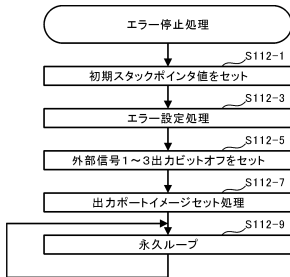 エラー停止処理
S112-1
初期スタックポインタ値をセット
S112-3
エラー設定処理
S112-5
外部信号1～3出力ビットオフをセット
S112-7
出力ポートイメージセット処理
S112-9
永久ループ